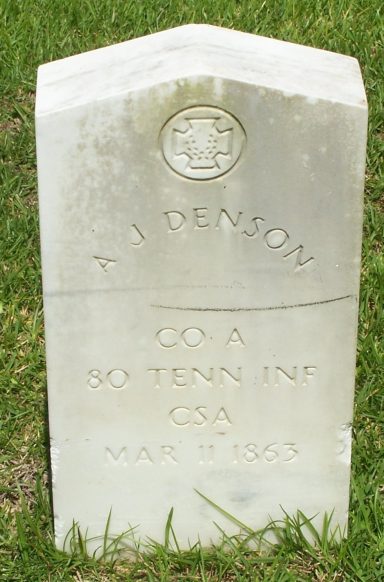 A J DENSON
CO A
80 TENN INF
CSA
MAR 11 1863